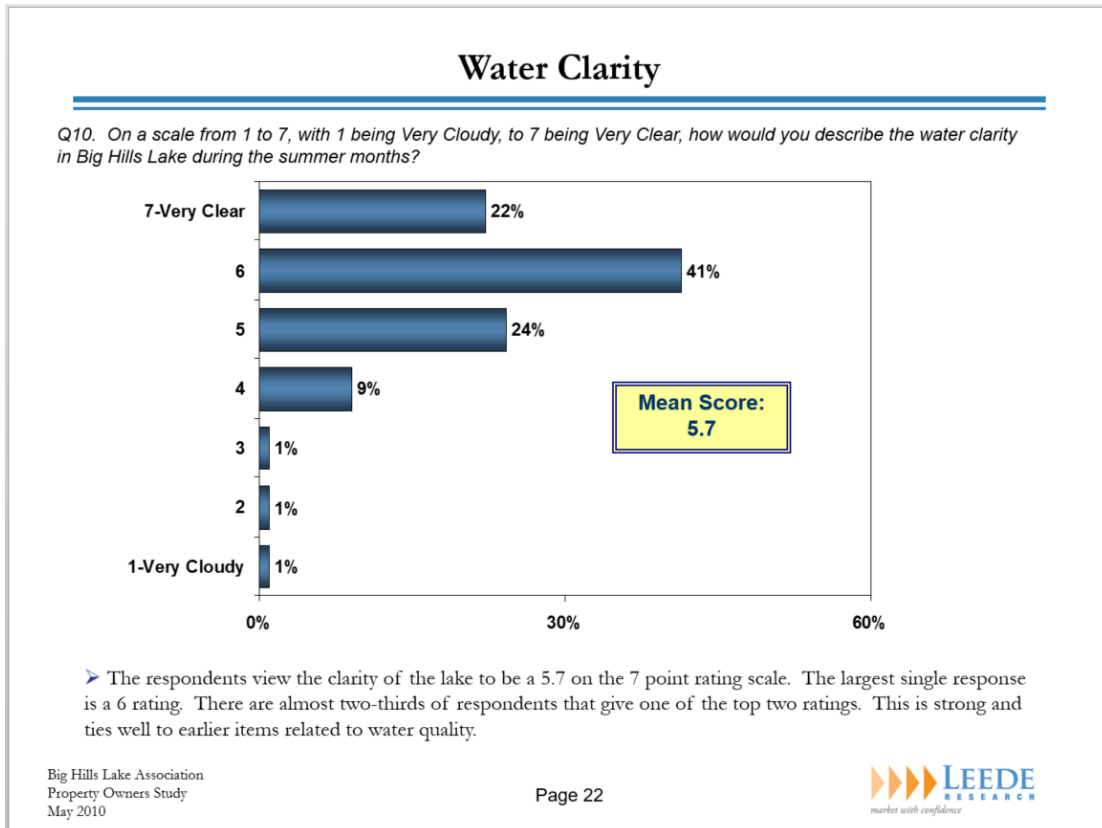 Water Clarity
Q10. On a scale from 1 to 7, with 1 being Very Cloudy, to 7 being Very Clear, how would you describe the water clarity
in Big Hills Lake during the summer months?
7-Very Clear 22%
6 41%
5 24%
4 9%
3 1%
2 1%
1-Very Cloudy 1%
Mean Score:
5.7
0% 30% 60%
➤ The respondents view the clarity of the lake to be a 5.7 on the 7 point rating scale. The largest single response
is a 6 rating. There are almost two-thirds of respondents that give one of the top two ratings. This is strong and
ties well to earlier items related to water quality.
Big Hills Lake Association
Property Owners Study
May 2010
Page 22
LEEDE
RESEARCH
market with confidence